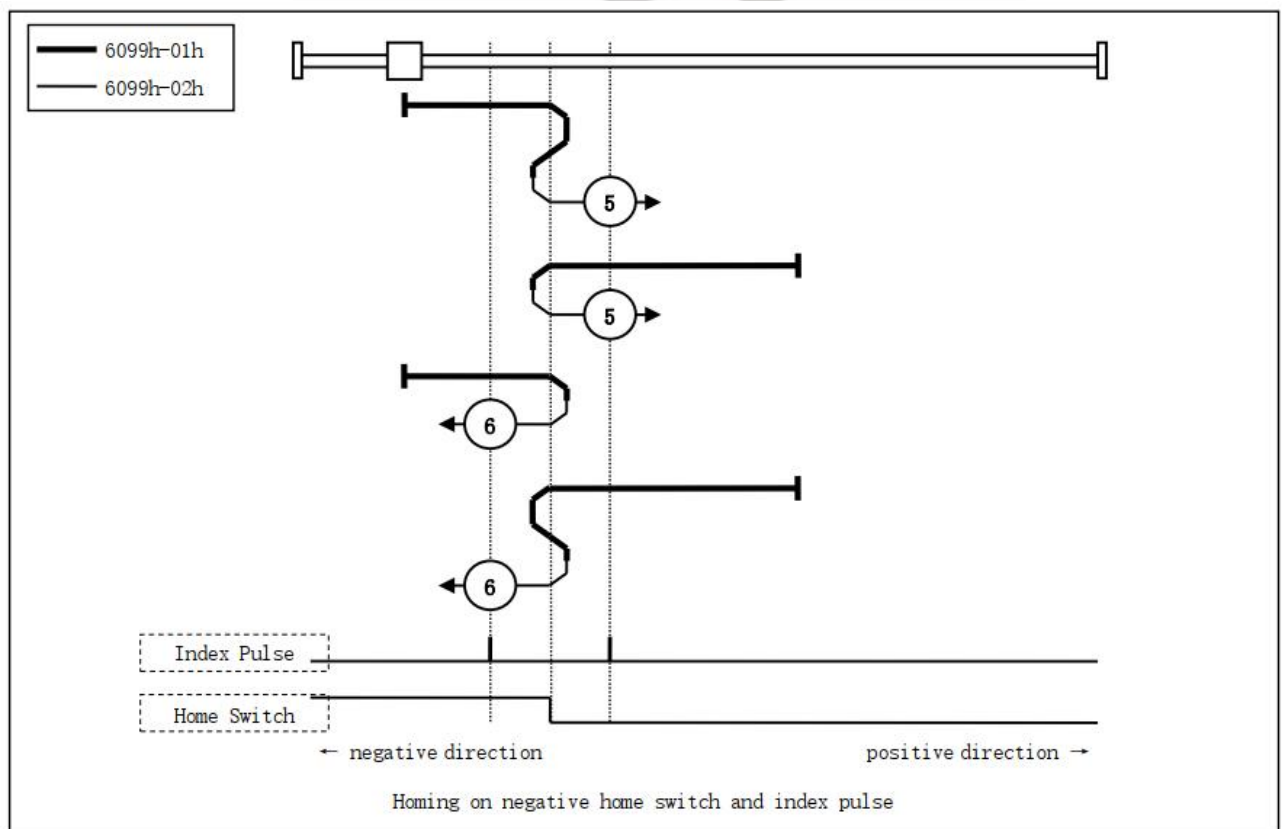 6099h-01h
6099h-02h
5
5
6
6
Index Pulse
Home Switch
← negative direction
positive direction →
Homing on negative home switch and index pulse